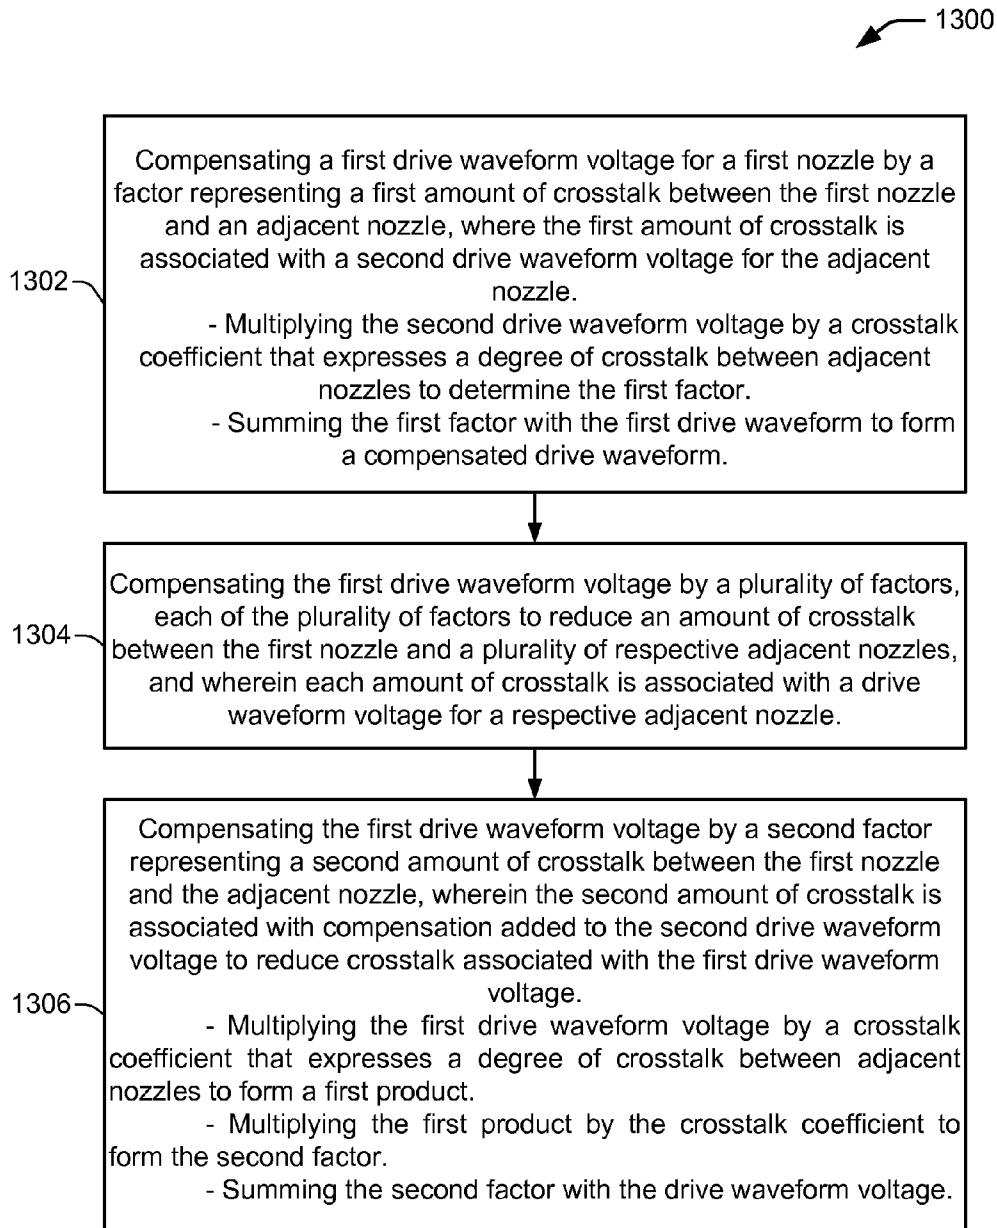 1300
Compensating a first drive waveform voltage for a first nozzle by a
factor representing a first amount of crosstalk between the first nozzle
and an adjacent nozzle, where the first amount of crosstalk is
associated with a second drive waveform voltage for the adjacent
nozzle.
- Multiplying the second drive waveform voltage by a crosstalk
coefficient that expresses a degree of crosstalk between adjacent
nozzles to determine the first factor.
- Summing the first factor with the first drive waveform to form
a compensated drive waveform.
1302
Compensating the first drive waveform voltage by a plurality of factors,
each of the plurality of factors to reduce an amount of crosstalk
between the first nozzle and a plurality of respective adjacent nozzles,
and wherein each amount of crosstalk is associated with a drive
waveform voltage for a respective adjacent nozzle.
1304
Compensating the first drive waveform voltage by a second factor
representing a second amount of crosstalk between the first nozzle
and the adjacent nozzle, wherein the second amount of crosstalk is
associated with compensation added to the second drive waveform
voltage to reduce crosstalk associated with the first drive waveform
voltage.
- Multiplying the first drive waveform voltage by a crosstalk
coefficient that expresses a degree of crosstalk between adjacent
nozzles to form a first product.
- Multiplying the first product by the crosstalk coefficient to
form the second factor.
- Summing the second factor with the drive waveform voltage.
1306